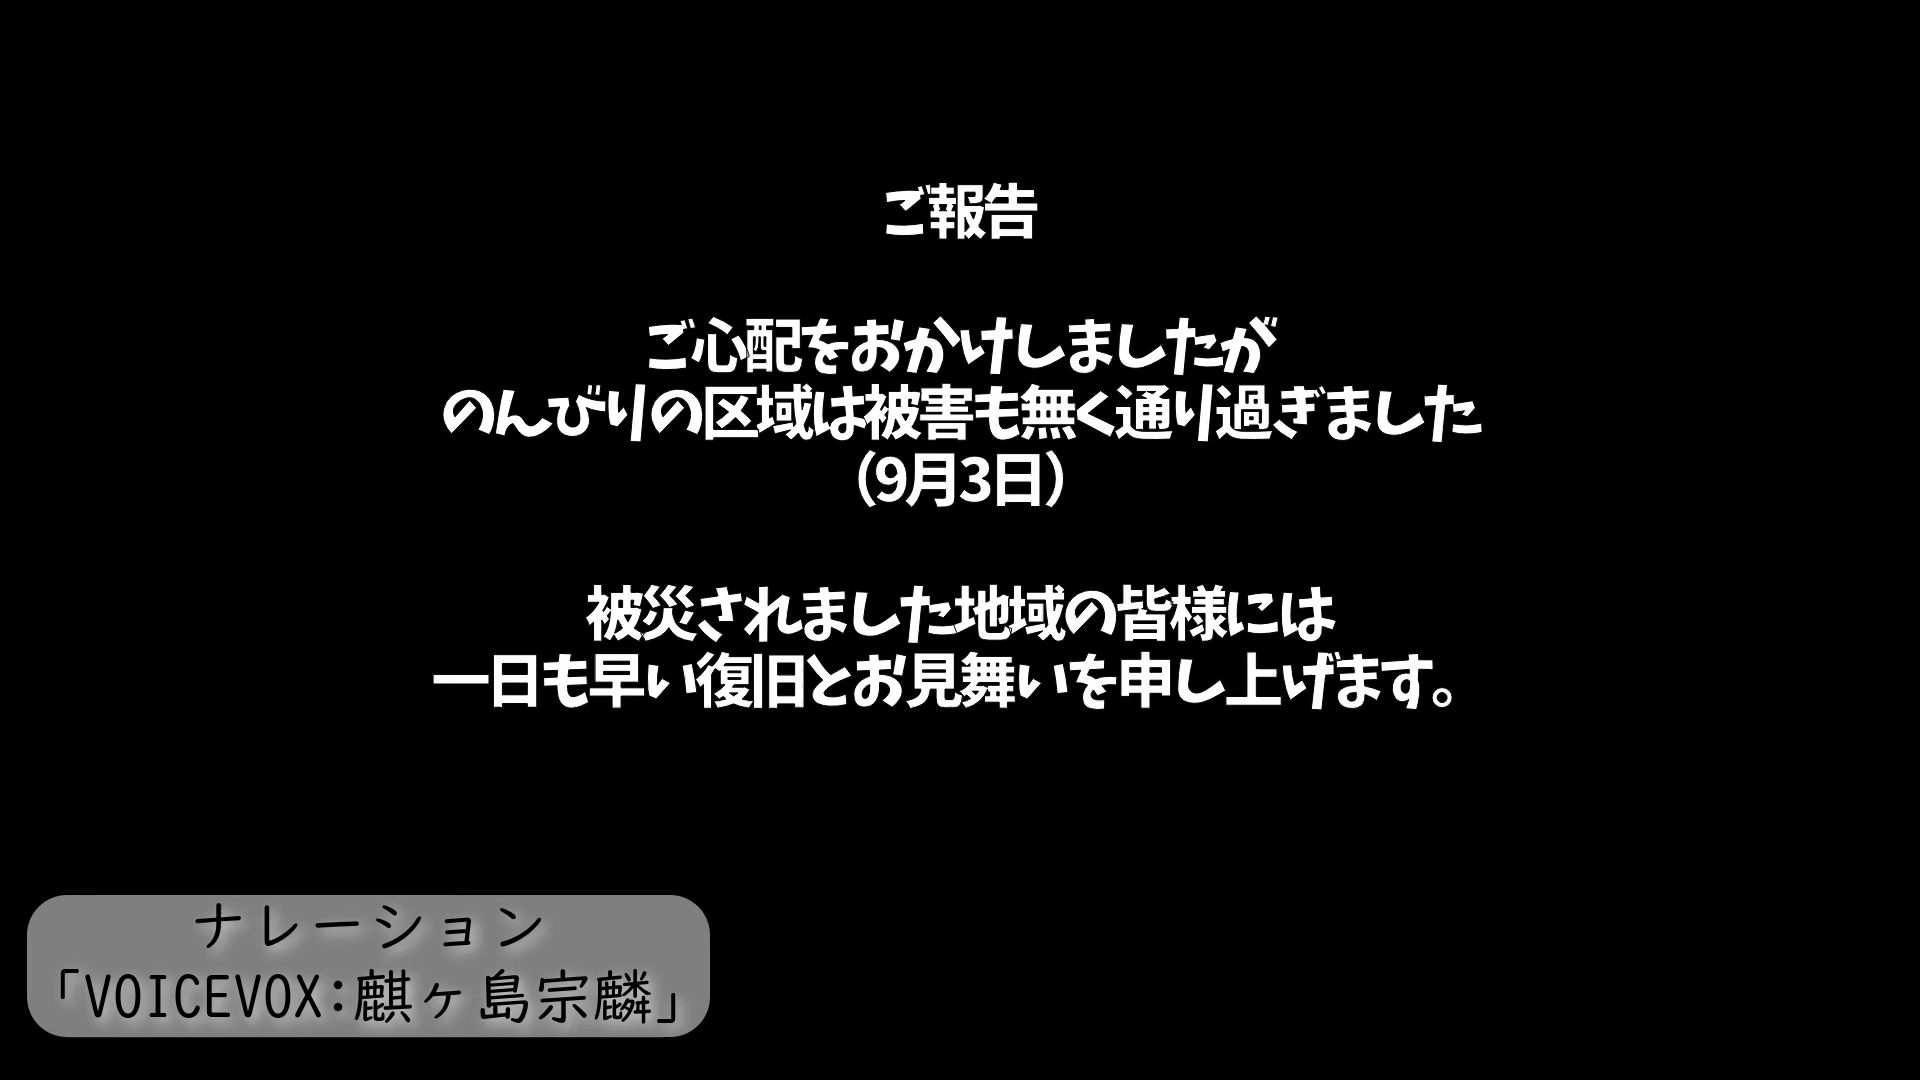 ご報告
ご心配をおかけしましたが
のんびりの区域は被害も無く通り過ぎました
（9月3日）
被災されました地域の皆様には
一日も早い復旧とお見舞いを申し上げます。
ナレーション
「VOICEVOX:麒ヶ島宗麟」